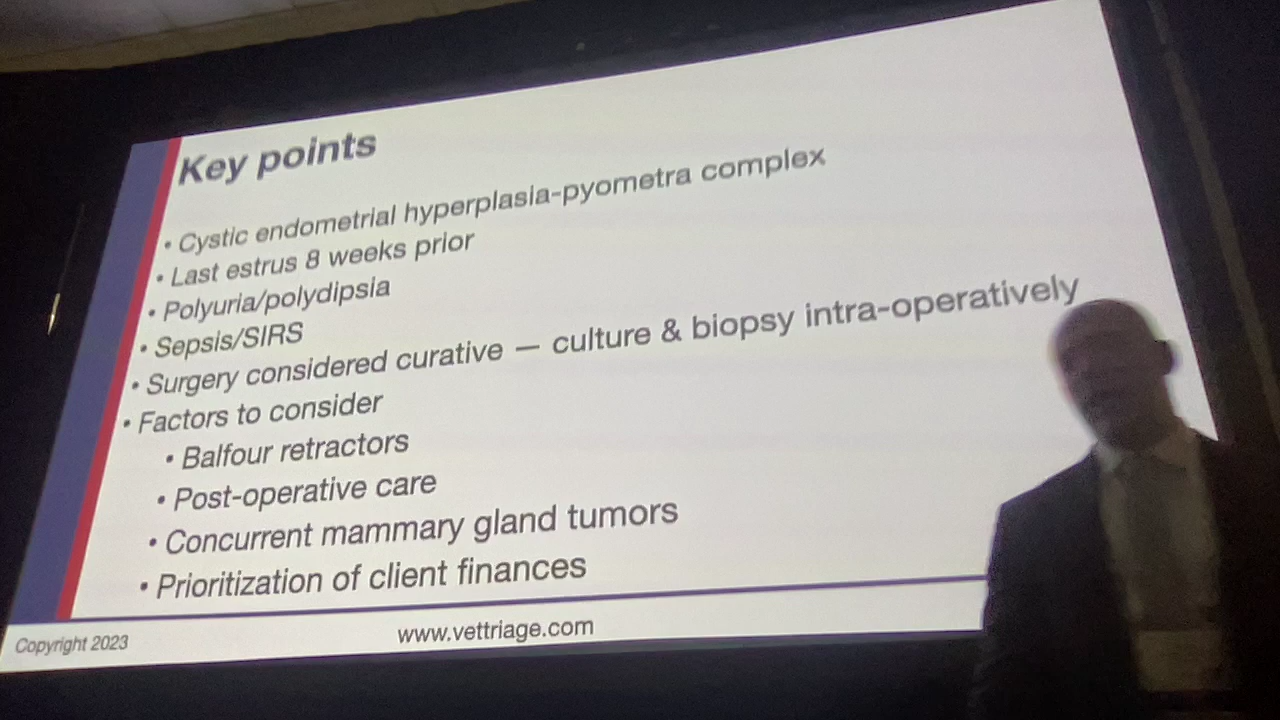 Key points
• Cystic endometrial hyperplasia-pyometra complex
• Last estrus 8 weeks prior
• Polyuria/polydipsia
• Sepsis/SIRS
• Surgery considered curative — culture & biopsy intra-operatively
• Factors to consider
• Balfour retractors
• Post-operative care
• Concurrent mammary gland tumors
• Prioritization of client finances
Copyright 2023
www.vettriage.com